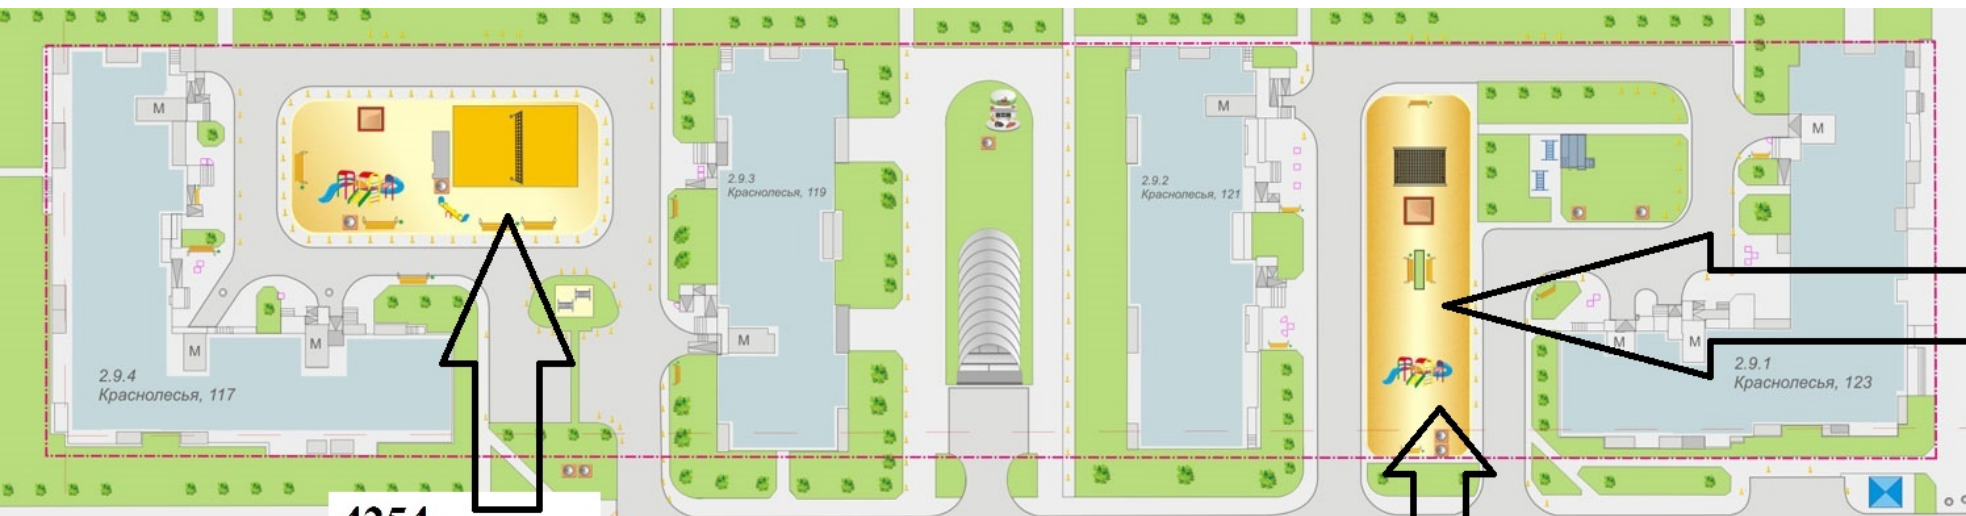 M
M
M
2.9.4
Краснолесья, 117
2.9.3
Краснолесья, 119
M
M
2.9.2
Краснолесья, 121
M
M
M
2.9.1
Краснолесья, 123